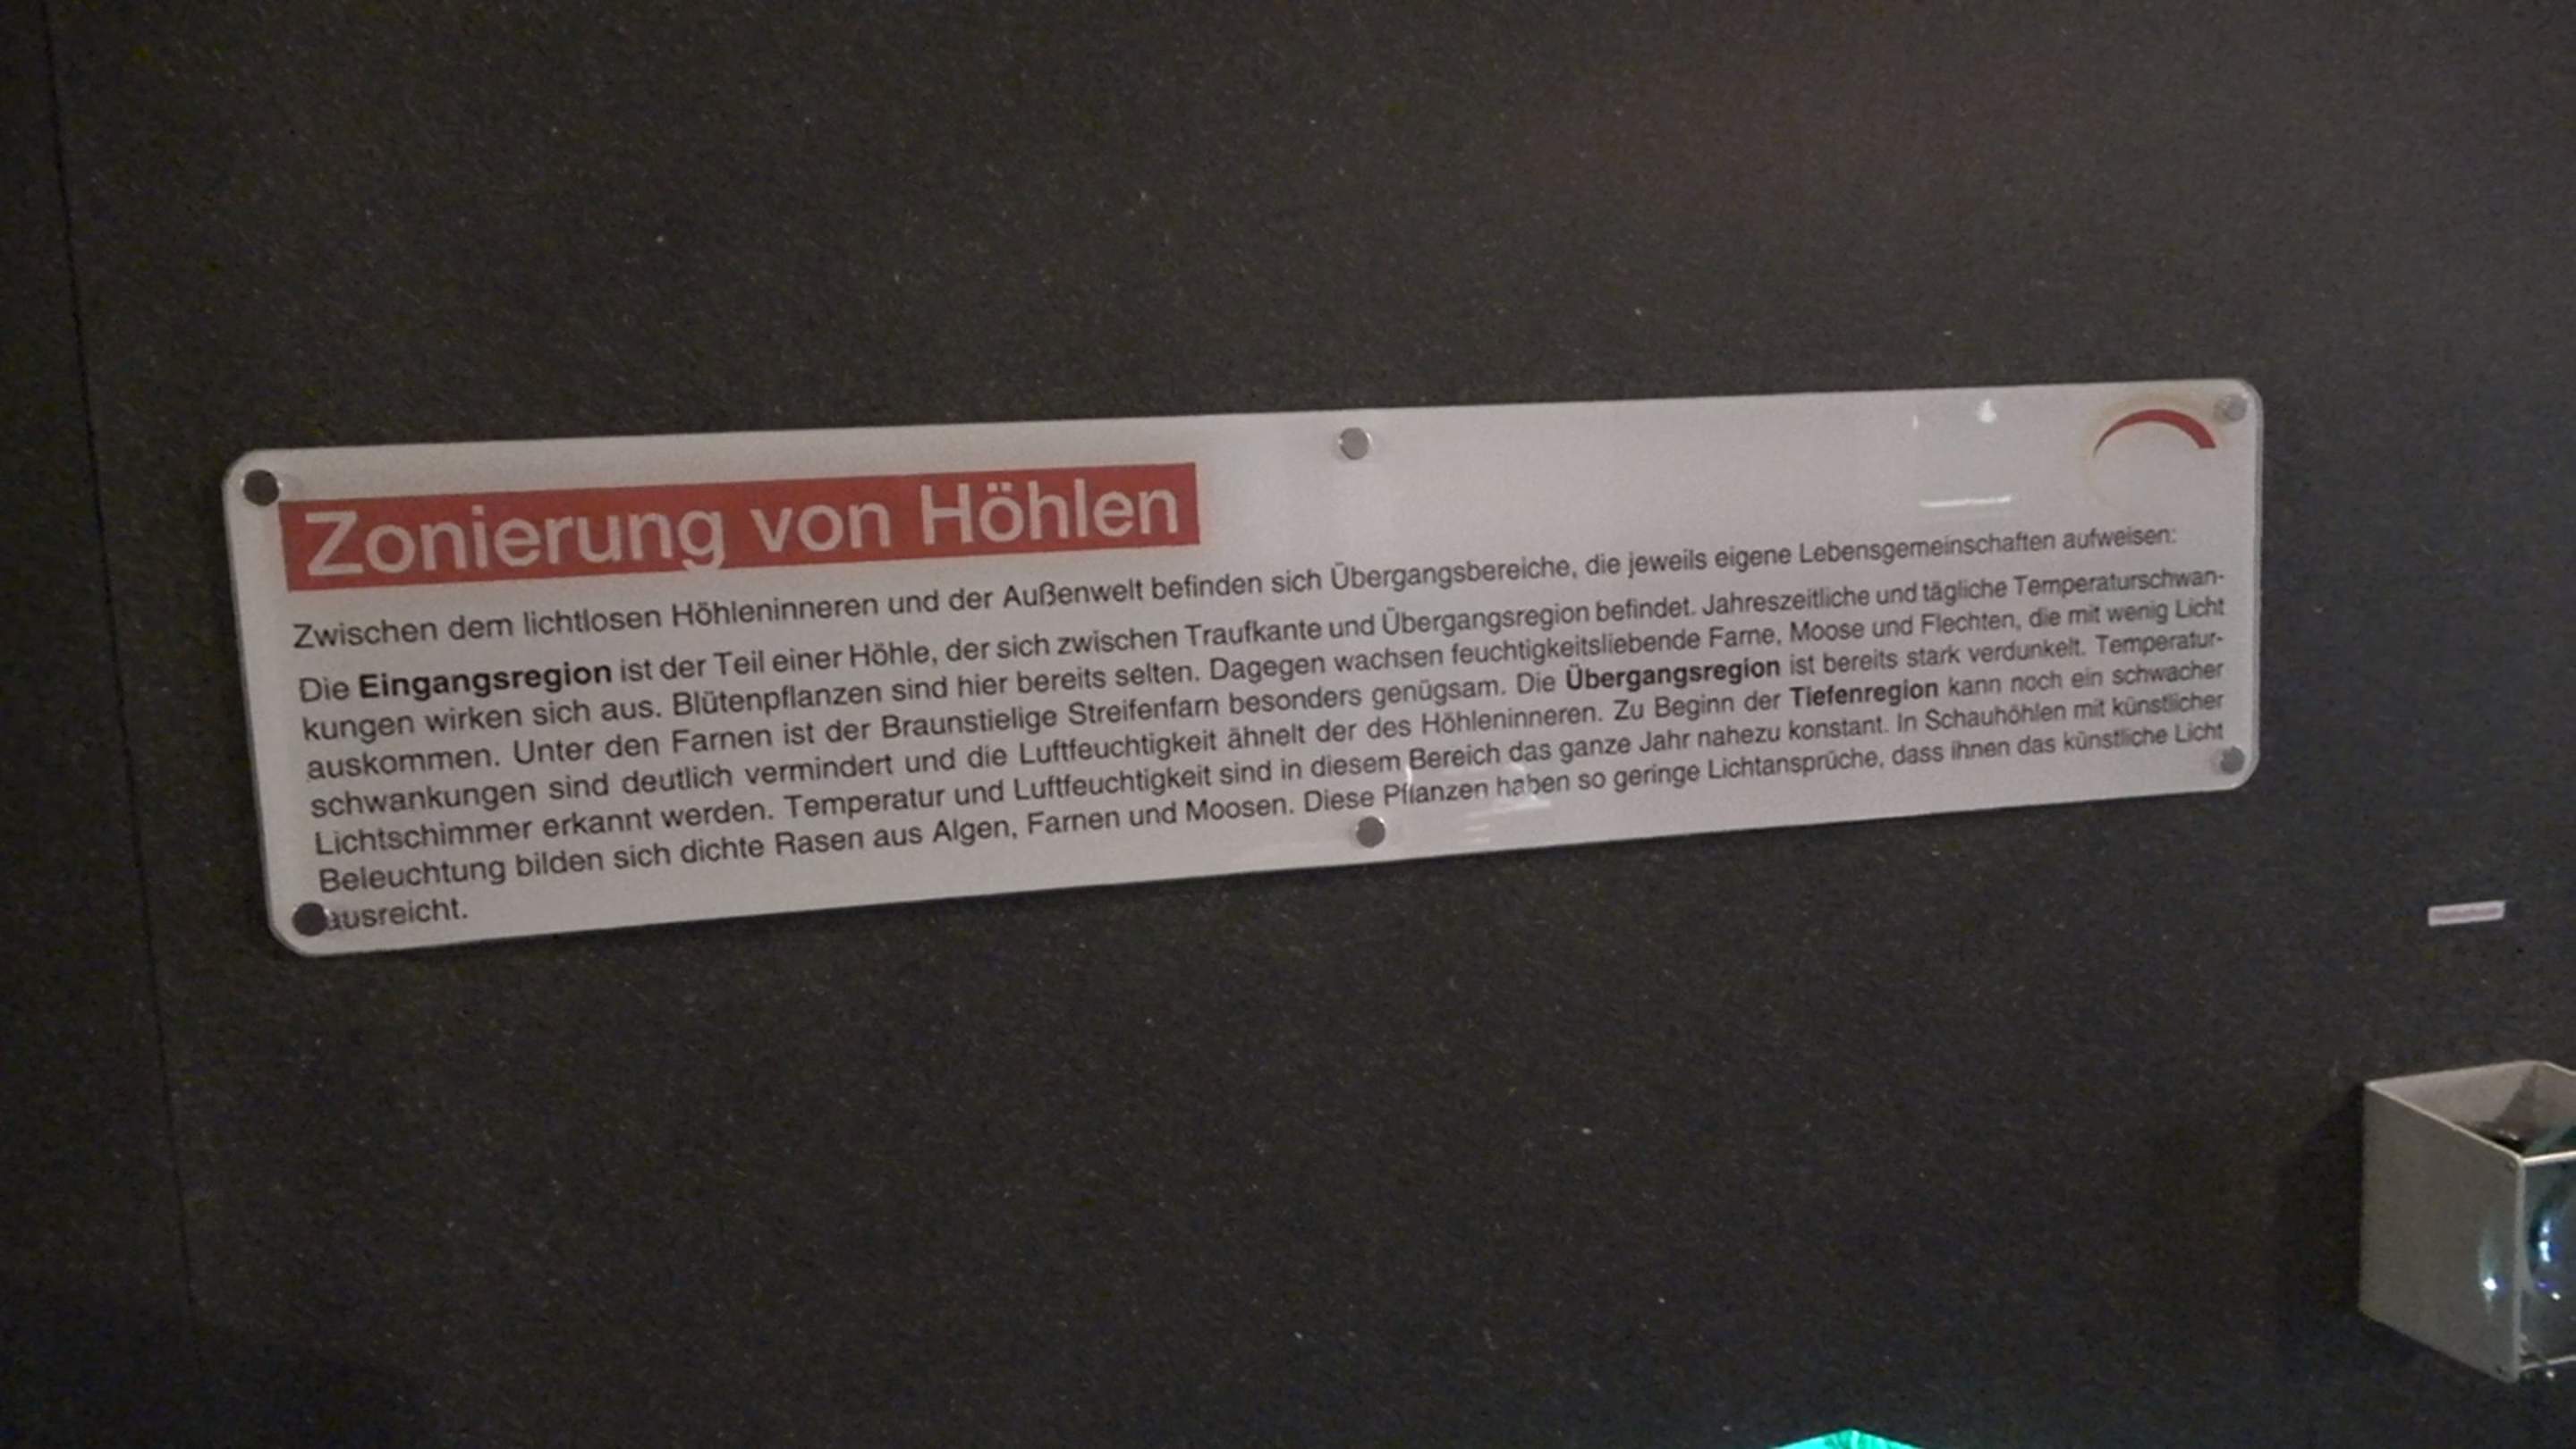 Zonierung von Höhlen
Zwischen dem lichtlosen Höhleninneren und der Außenwelt befinden sich Übergangsbereiche, die jeweils eigene Lebensgemeinschaften aufweisen:
Die Eingangsregion ist der Teil einer Höhle, der sich zwischen Traufkante und Übergangsregion befindet. Jahreszeitliche und tägliche Temperaturschwan-
kungen wirken sich aus. Blütenpflanzen sind hier bereits selten. Dagegen wachsen feuchtigkeitsliebende Farne, Moose und Flechten, die mit wenig Licht
auskommen. Unter den Farnen ist der Braunstielige Streifenfarn besonders genügsam. Die Übergangsregion ist bereits stark verdunkelt. Temperatur-
schwankungen sind deutlich vermindert und die Luftfeuchtigkeit ähnelt der des Höhleninneren. Zu Beginn der Tiefenregion kann noch ein schwacher
Lichtschimmer erkannt werden. Temperatur und Luftfeuchtigkeit sind in diesem Bereich das ganze Jahr nahezu konstant. In Schauhöhlen mit künstlicher
Beleuchtung bilden sich dichte Rasen aus Algen, Farnen und Moosen. Diese Pflanzen haben so geringe Lichtansprüche, dass ihnen das künstliche Licht
ausreicht.